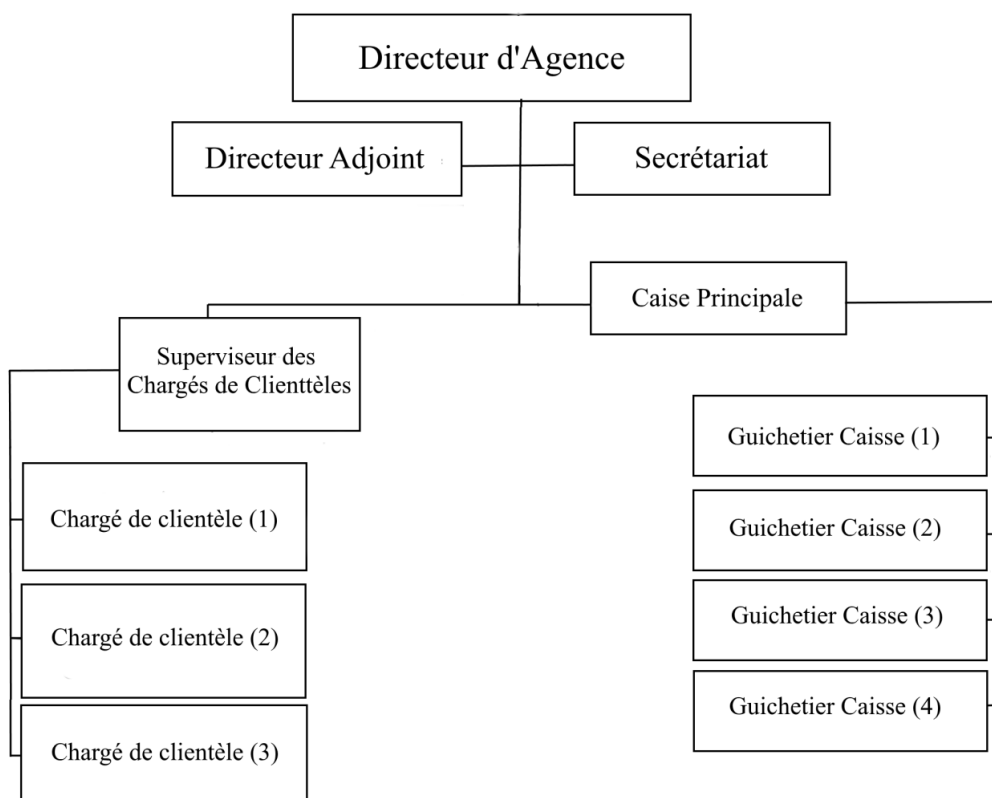 Directeur d'Agence
Directeur Adjoint
Secrétariat
Caise Principale
Superviseur des
Chargés de Clienttèles
Chargé de clientèle (1)
Chargé de clientèle (2)
Chargé de clientèle (3)
Guichetier Caisse (1)
Guichetier Caisse (2)
Guichetier Caisse (3)
Guichetier Caisse (4)